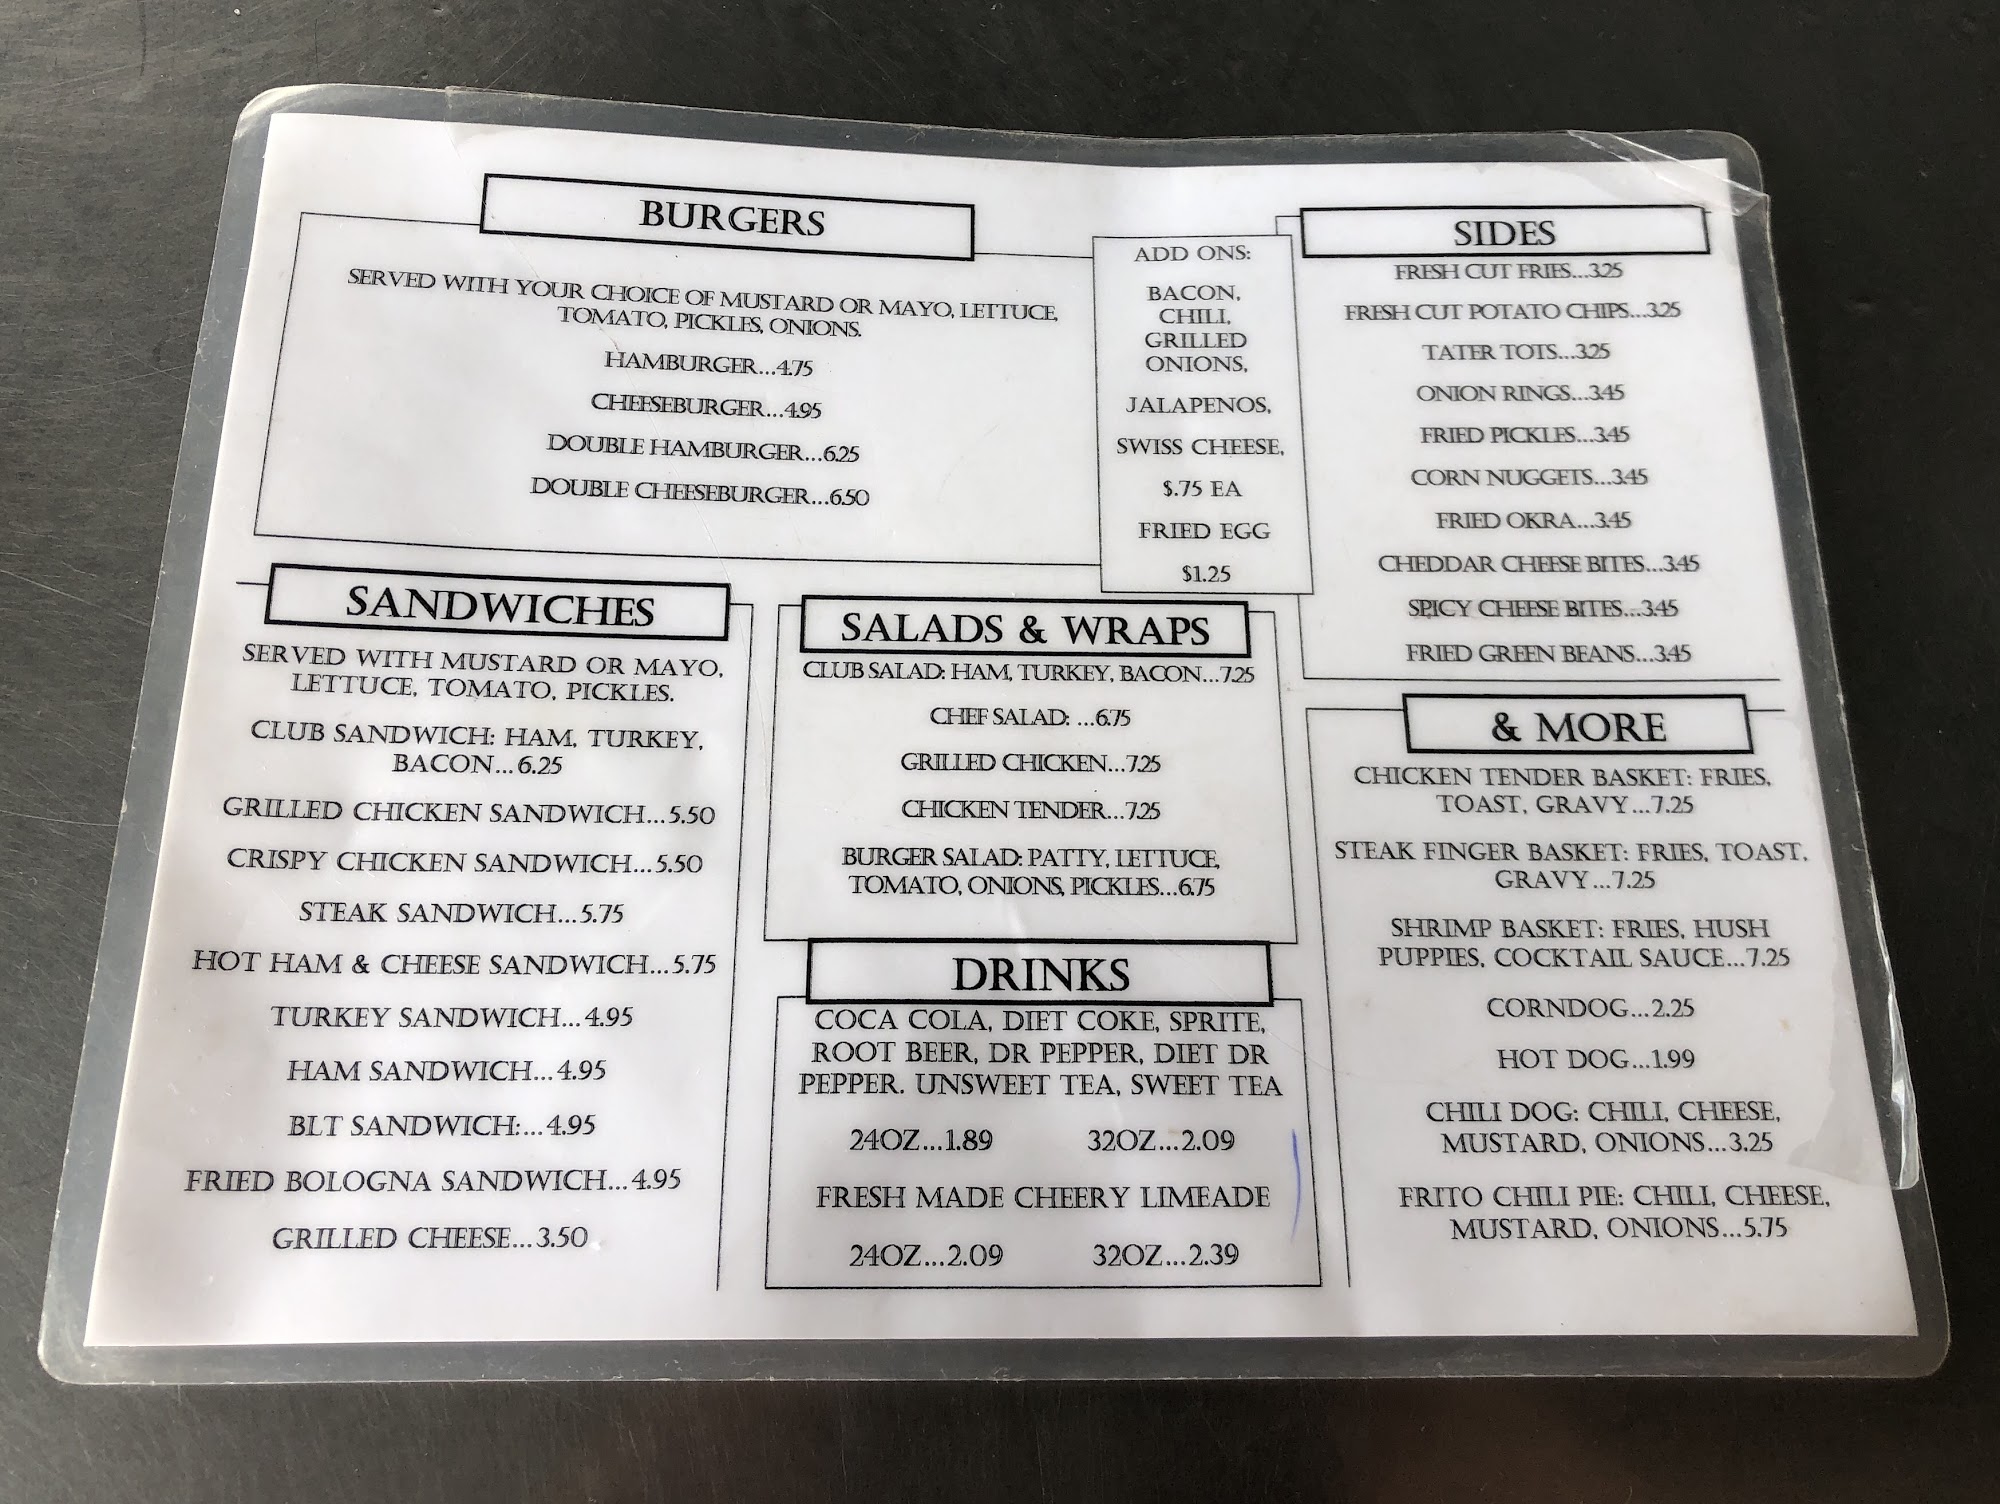 BURGERS
SERVED WITH YOUR CHOICE OF MUSTARD OR MAYO, LETTUCE,
TOMATO, PICKLES, ONIONS.
HAMBURGER...4.75
CHEESEBURGER...4.95
DOUBLE HAMBURGER...6.25
DOUBLE CHEESEBURGER...6.50
ADD ONS:
BACON,
CHILI,
GRILLED
ONIONS,
JALAPENOS,
SWISS CHEESE,
$.75 EA
FRIED EGG
$1.25
SIDES
FRESH CUT FRIES...3.25
FRESH CUT POTATO CHIPS...3.25
TATER TOTS...3.25
ONION RINGS...3.45
FRIED PICKLES...3.45
CORN NUGGETS...3.45
FRIED OKRA...3.45
CHEDDAR CHEESE BITES...3.45
SPICY CHEESE BITES...3.45
FRIED GREEN BEANS...3.45
SANDWICHES
SERVED WITH MUSTARD OR MAYO,
LETTUCE, TOMATO, PICKLES.
CLUB SANDWICH: HAM, TURKEY,
BACON...6.25
GRILLED CHICKEN SANDWICH...5.50
CRISPY CHICKEN SANDWICH...5.50
STEAK SANDWICH...5.75
HOT HAM & CHEESE SANDWICH...5.75
TURKEY SANDWICH...4.95
HAM SANDWICH...4.95
BLT SANDWICH:...4.95
FRIED BOLOGNA SANDWICH...4.95
GRILLED CHEESE...3.50
SALADS & WRAPS
CLUB SALAD: HAM, TURKEY, BACON...7.25
CHEF SALAD: ...6.75
GRILLED CHICKEN...7.25
CHICKEN TENDER...7.25
BURGER SALAD: PATTY, LETTUCE,
TOMATO, ONIONS, PICKLES...6.75
DRINKS
COCA COLA, DIET COKE, SPRITE,
ROOT BEER, DR PEPPER, DIET DR
PEPPER. UNSWEET TEA, SWEET TEA
24OZ...1.89 32OZ...2.09
FRESH MADE CHEERY LIMEADE
24OZ...2.09 32OZ...2.39
& MORE
CHICKEN TENDER BASKET: FRIES,
TOAST, GRAVY...7.25
STEAK FINGER BASKET: FRIES, TOAST,
GRAVY...7.25
SHRIMP BASKET: FRIES, HUSH
PUPPIES, COCKTAIL SAUCE...7.25
CORNDOG...2.25
HOT DOG...1.99
CHILI DOG: CHILI, CHEESE,
MUSTARD, ONIONS...3.25
FRITO CHILI PIE: CHILI, CHEESE,
MUSTARD, ONIONS...5.75